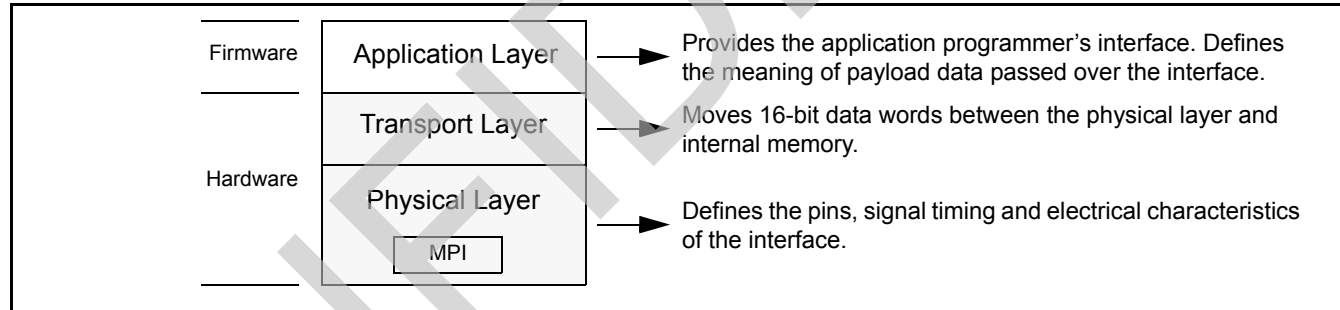 Firmware
Application Layer
Provides the application programmer’s interface. Defines
the meaning of payload data passed over the interface.
Transport Layer
Moves 16-bit data words between the physical layer and
internal memory.
Hardware
Physical Layer
MPI
Defines the pins, signal timing and electrical characteristics
of the interface.